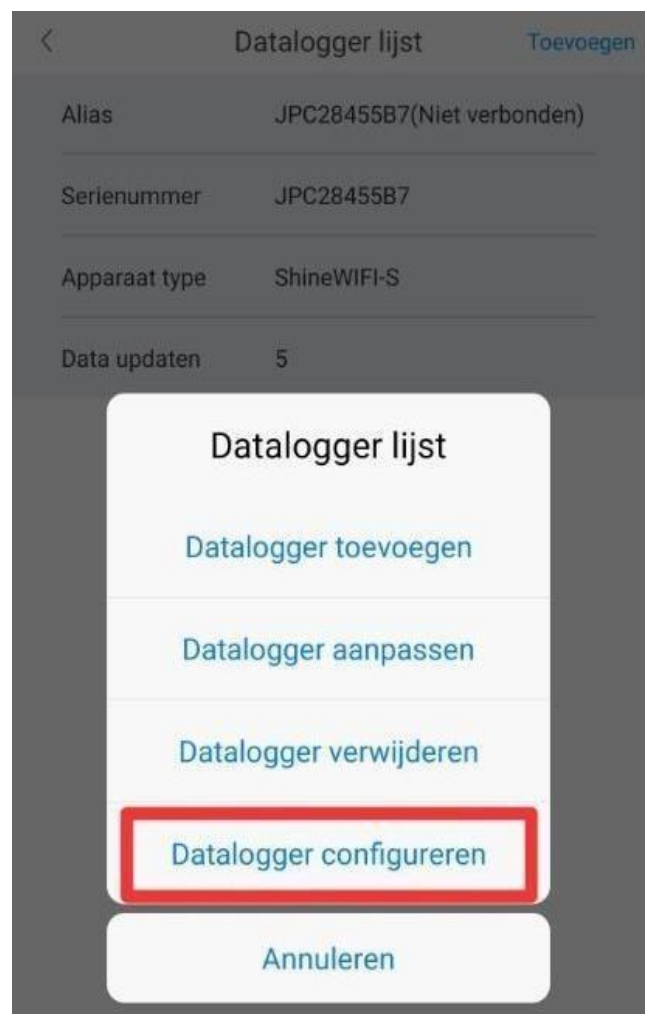 Datalogger lijst Toevoegen
Alias JPC28455B7(Niet verbonden)
Serienummer JPC28455B7
Apparaat type ShineWIFI-S
Data updaten 5
Datalogger lijst
Datalogger toevoegen
Datalogger aanpassen
Datalogger verwijderen
Datalogger configureren
Annuleren